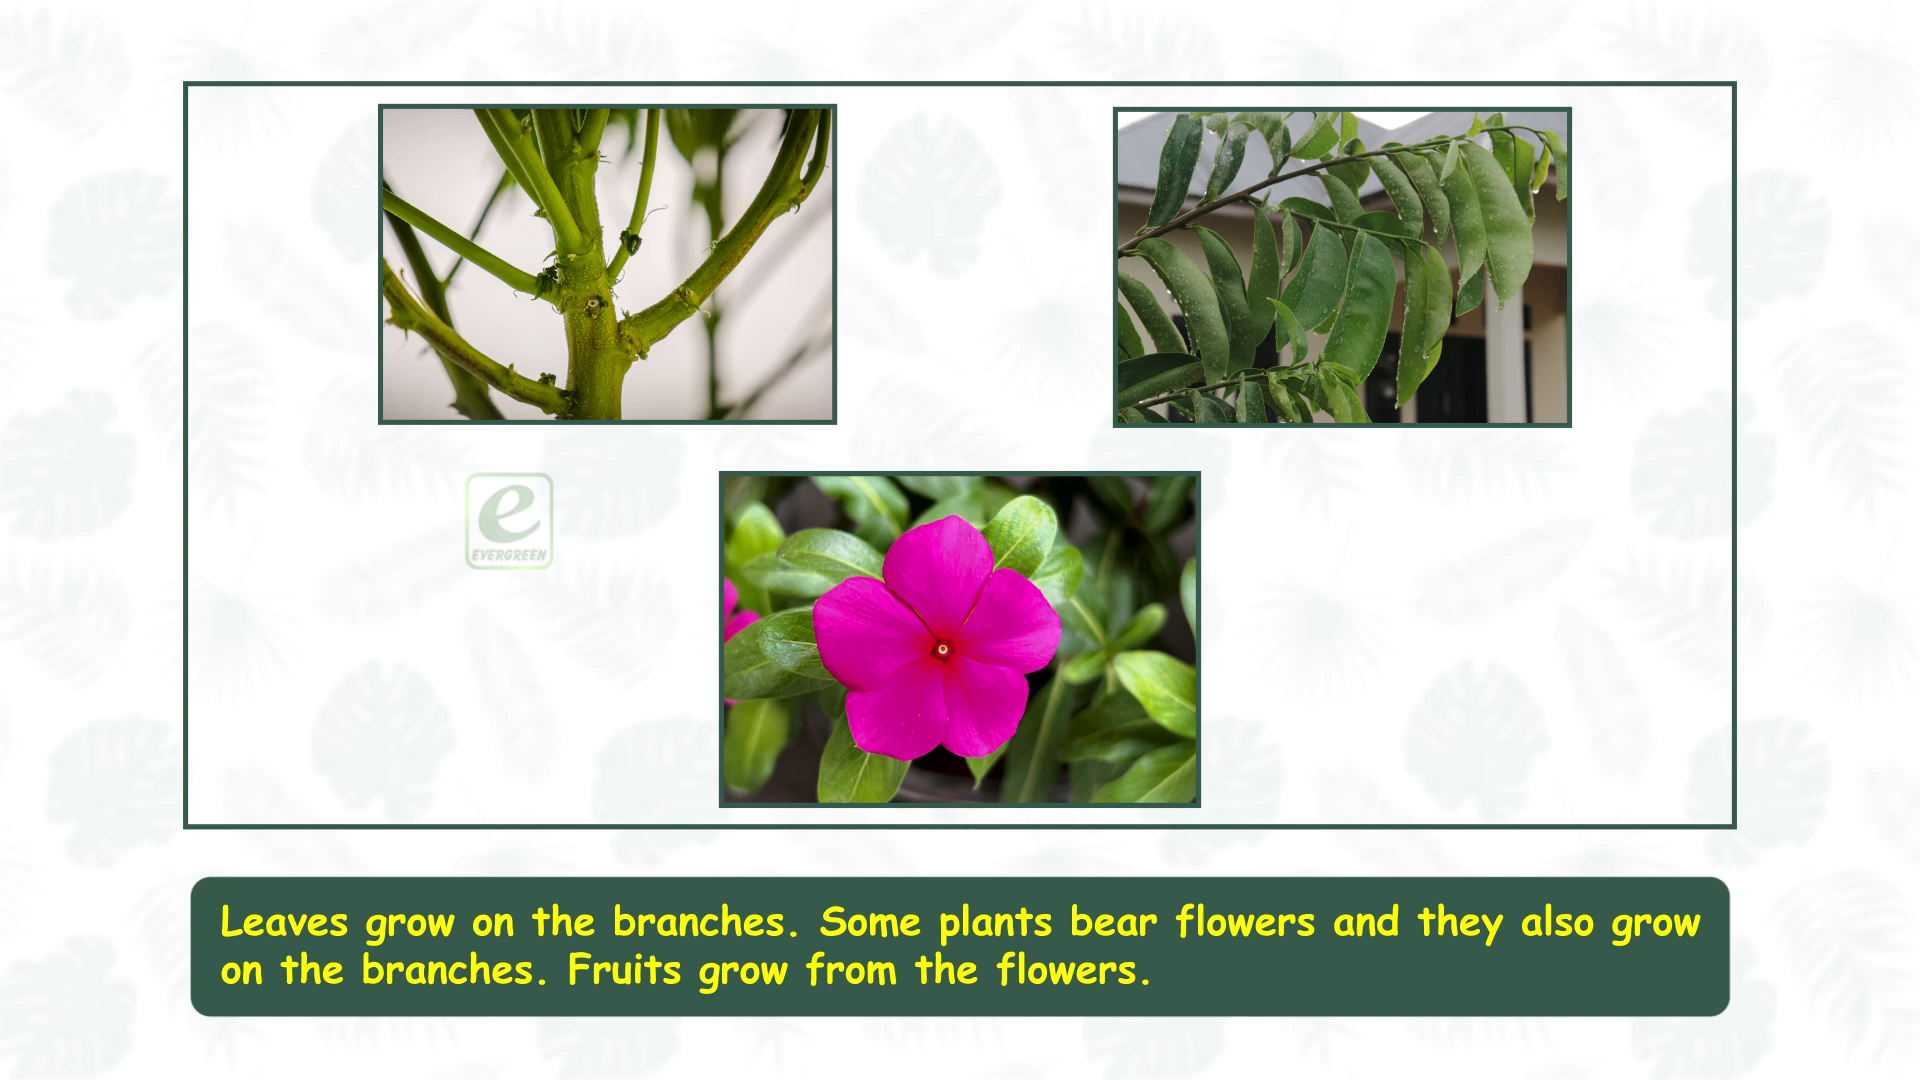 e
EVERGREEN
Leaves grow on the branches. Some plants bear flowers and they also grow
on the branches. Fruits grow from the flowers.